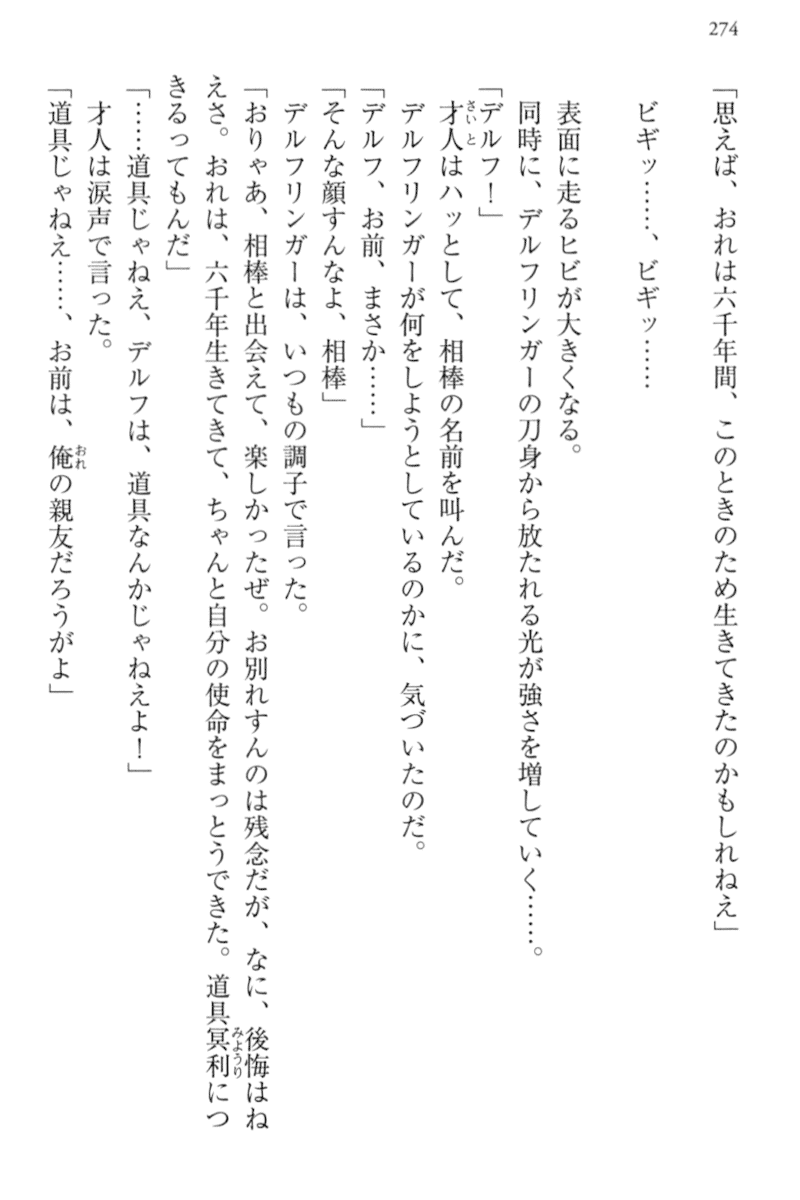 274
「思えば、おれは六千年間、このときのため生きてきたのかもしれねえ」
ビギッ……、ビギッ……
表面に走るヒビが大きくなる。
同時に、デルフリンガーの刀身から放たれる光が強さを増していく……。
「デルフ！」
才人はハッとして、相棒の名前を叫んだ。
さいと
デルフリンガーが何をしようとしているのかに、気づいたのだ。
「デルフ、お前、まさか……」
「そんな顔すんなよ、相棒」
デルフリンガーは、いつもの調子で言った。
「おりゃあ、相棒と出会えて、楽しかったぜ。お別れすんのは残念だが、なに、後悔はね
えさ。おれは、六千年生きてきて、ちゃんと自分の使命をまっとうできた。道具冥利につ
みようり
きるってもんだ」
「……道具じゃねえ、デルフは、道具なんかじゃねえよ！」
才人は涙声で言った。
「道具じゃねえ……、お前は、俺の親友だろうがよ」
おれ